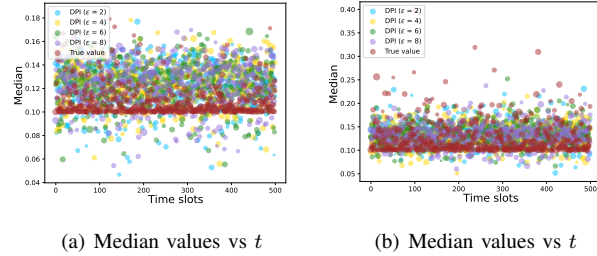 DPI (ε = 2)
DPI (ε = 4)
DPI (ε = 6)
DPI (ε = 8)
True value
0.18
0.16
0.14
0.12
0.10
0.08
0.06
0.04
Median
0 100 200 300 400 500
Time slots
(a) Median values vs t
DPI (ε = 2)
DPI (ε = 4)
DPI (ε = 6)
DPI (ε = 8)
True value
0.40
0.35
0.30
0.25
0.20
0.15
0.10
0.05
Median
0 100 200 300 400 500
Time slots
(b) Median values vs t